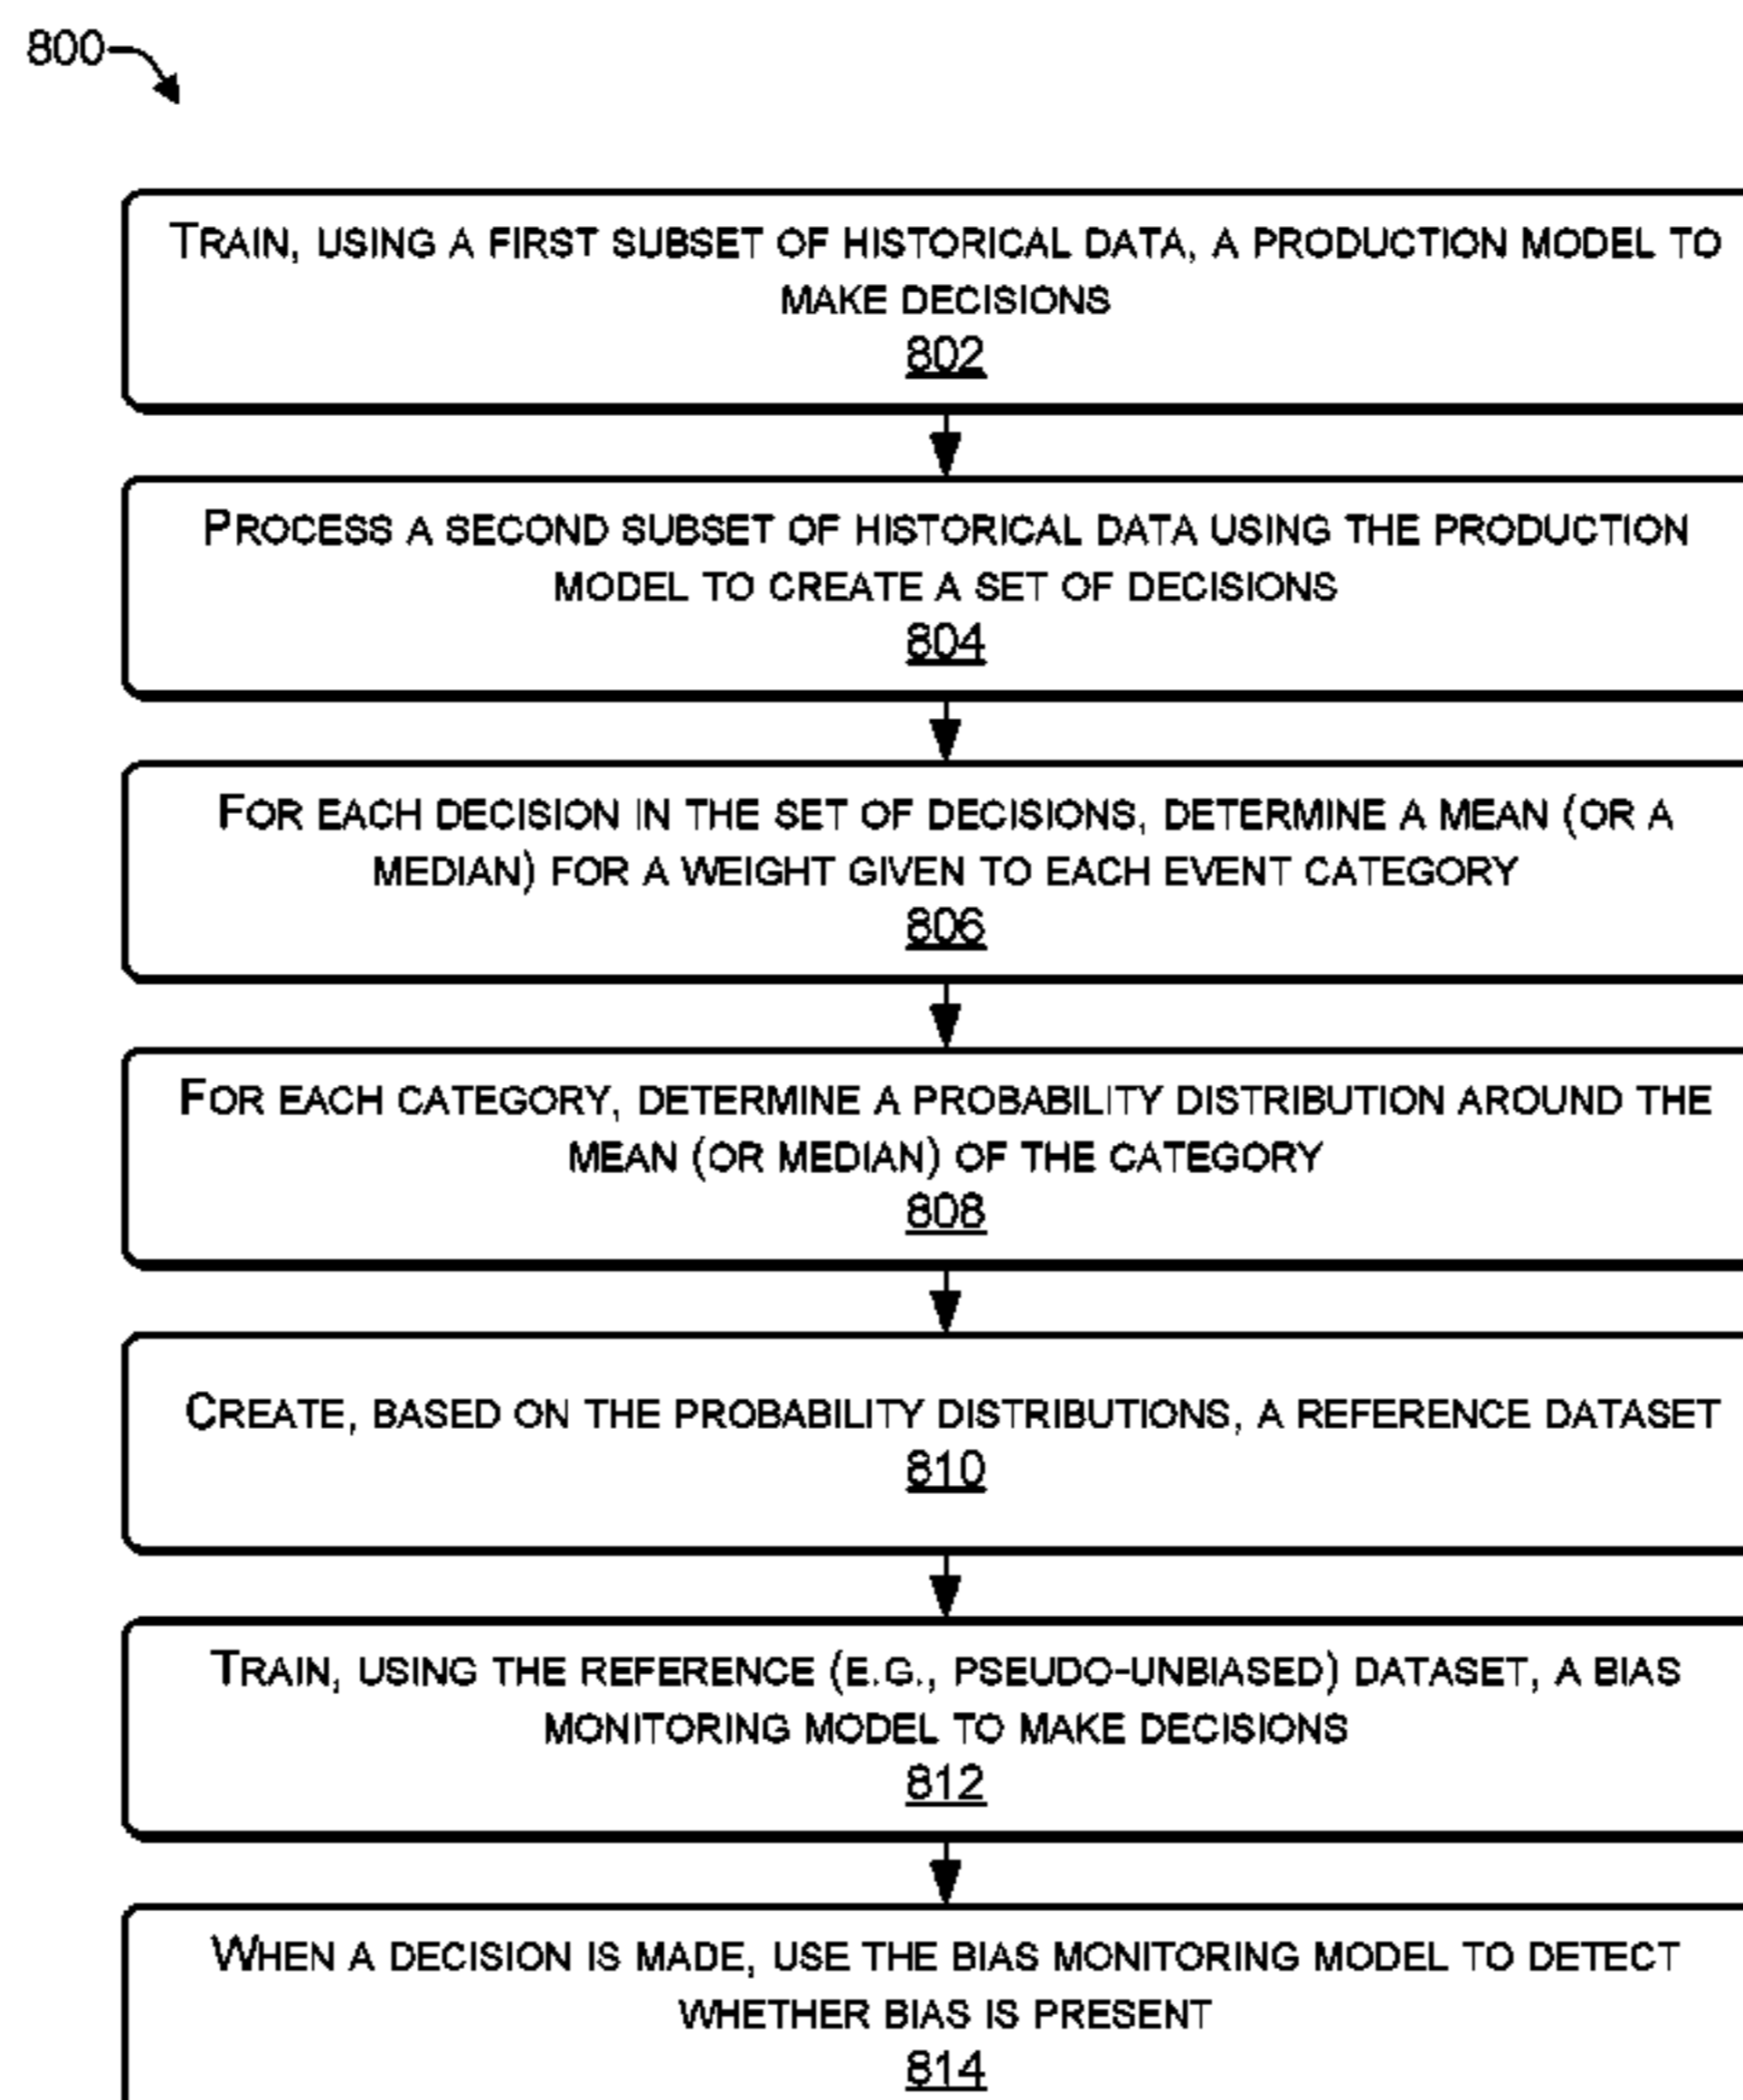 800
TRAIN, USING A FIRST SUBSET OF HISTORICAL DATA, A PRODUCTION MODEL TO
MAKE DECISIONS
802
PROCESS A SECOND SUBSET OF HISTORICAL DATA USING THE PRODUCTION
MODEL TO CREATE A SET OF DECISIONS
804
FOR EACH DECISION IN THE SET OF DECISIONS, DETERMINE A MEAN (OR A
MEDIAN) FOR A WEIGHT GIVEN TO EACH EVENT CATEGORY
806
FOR EACH CATEGORY, DETERMINE A PROBABILITY DISTRIBUTION AROUND THE
MEAN (OR MEDIAN) OF THE CATEGORY
808
CREATE, BASED ON THE PROBABILITY DISTRIBUTIONS, A REFERENCE DATASET
810
TRAIN, USING THE REFERENCE (E.G., PSEUDO-UNBIASED) DATASET, A BIAS
MONITORING MODEL TO MAKE DECISIONS
812
WHEN A DECISION IS MADE, USE THE BIAS MONITORING MODEL TO DETECT
WHETHER BIAS IS PRESENT
814